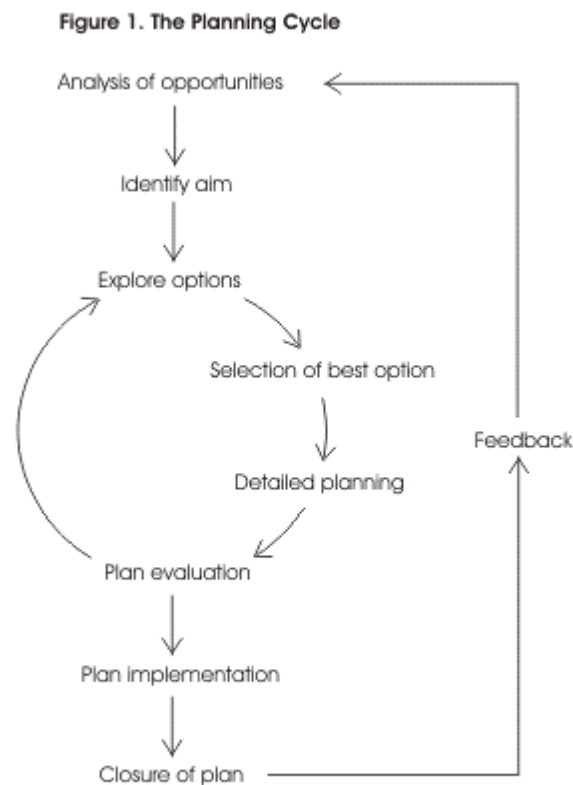 Figure 1. The Planning Cycle
Analysis of opportunities
Identify aim
Explore options
Selection of best option
Feedback
Detailed planning
Plan evaluation
Plan implementation
Closure of plan